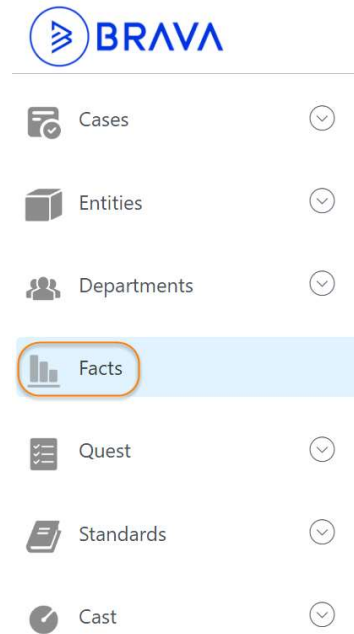 BRAVA
Cases
Entities
Departments
Facts
Quest
Standards
Cast